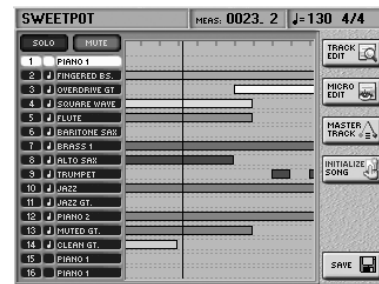 SWEETPOT MEAS: 0023. 2 ♩=130 4/4
SOLO MUTE
TRACK EDIT
1 PIANO 1
2 FINGERED BS.
3 OVERDRIVE GT
MICRO EDIT
4 SQUARE WAVE
5 FLUTE
6 BARITONE SAX
MASTER TRACK
7 BRASS 1
8 ALTO SAX
INITIALIZE SONG
9 TRUMPET
10 JAZZ
11 JAZZ GT.
12 PIANO 2
13 MUTED GT.
14 CLEAN GT.
15 PIANO 1
16 PIANO 1
SAVE